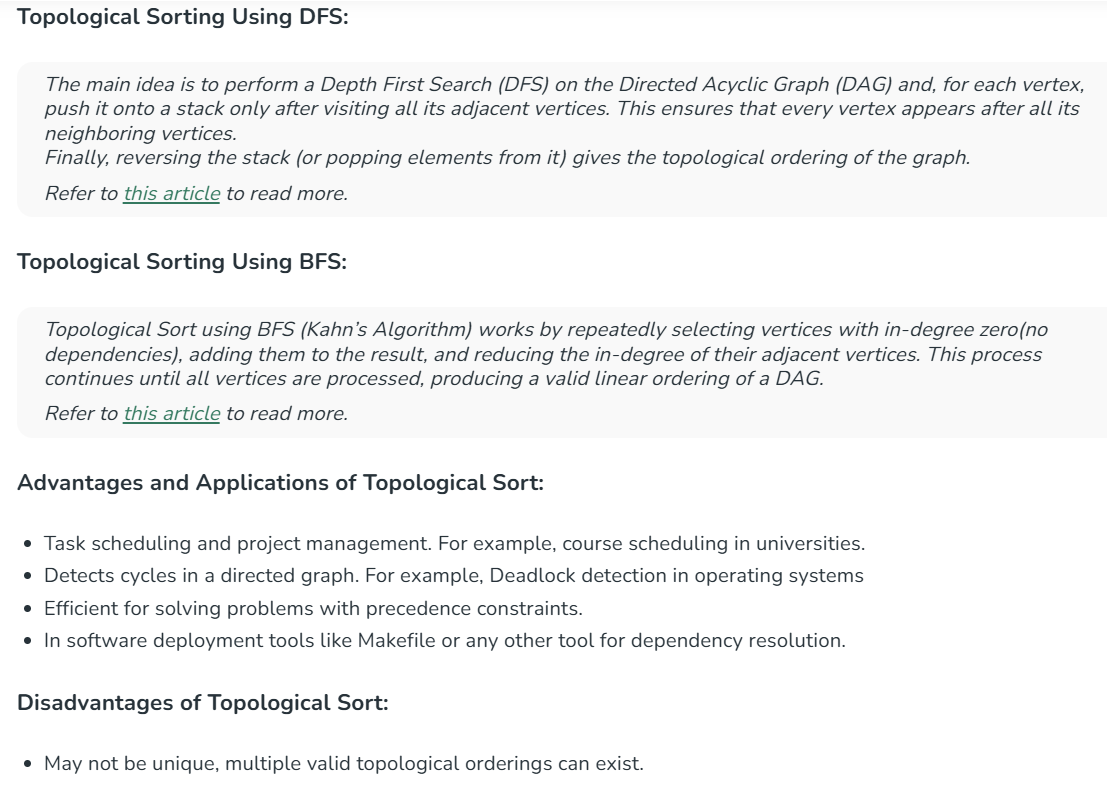 Topological Sorting Using DFS:
The main idea is to perform a Depth First Search (DFS) on the Directed Acyclic Graph (DAG) and, for each vertex,
push it onto a stack only after visiting all its adjacent vertices. This ensures that every vertex appears after all its
neighboring vertices.
Finally, reversing the stack (or popping elements from it) gives the topological ordering of the graph.
Refer to this article to read more.
Topological Sorting Using BFS:
Topological Sort using BFS (Kahn’s Algorithm) works by repeatedly selecting vertices with in-degree zero(no
dependencies), adding them to the result, and reducing the in-degree of their adjacent vertices. This process
continues until all vertices are processed, producing a valid linear ordering of a DAG.
Refer to this article to read more.
Advantages and Applications of Topological Sort:
• Task scheduling and project management. For example, course scheduling in universities.
• Detects cycles in a directed graph. For example, Deadlock detection in operating systems
• Efficient for solving problems with precedence constraints.
• In software deployment tools like Makefile or any other tool for dependency resolution.
Disadvantages of Topological Sort:
• May not be unique, multiple valid topological orderings can exist.